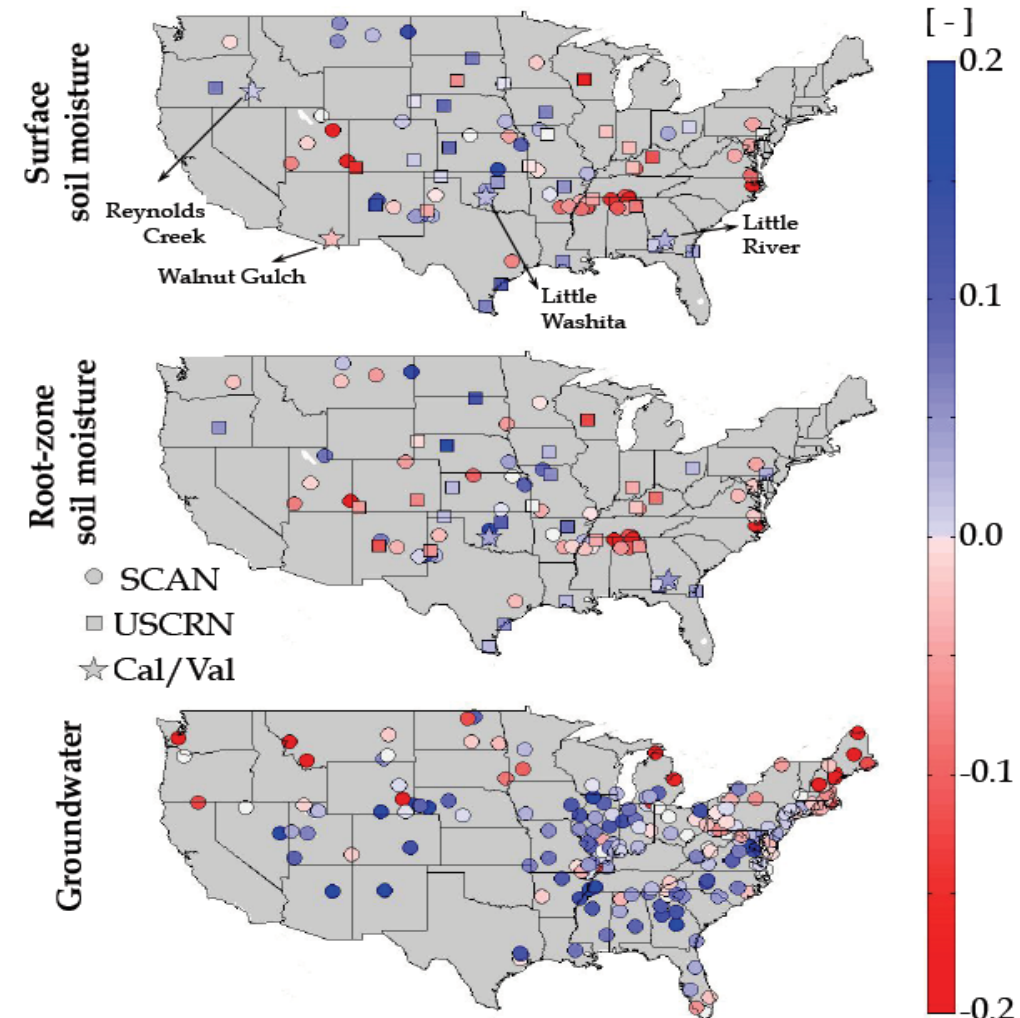 [ - ]
0.2
0.1
0.0
-0.1
-0.2
Surface
soil moisture
Reynolds
Creek
Walnut Gulch
Little
Washita
Little
River
Root-zone
soil moisture
SCAN
USCRN
Cal/Val
Groundwater